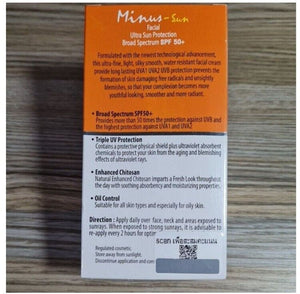 Minus-Sun
Facial
Ultra Sun Protection
Broad Spectrum SPF 50+
Formulated with the newest technological advancement,
this ultra-fine, light, silky smooth, water resistant facial cream
provide long lasting UVA1 UVA2 UVB protection prevents the
formation of skin damaging free radicals and unsightly
blemishes, so that your complexion becomes more
youthful looking, smoother and more radiant.
• Broad Spectrum SPF50+
Provides more than 50 times the protection against UVB and
the highest protection against UVA1 and UVA2
• Triple UV Protection
Contains a protective physical shield plus ultraviolet absorbent
chemicals to protect your skin from the aging and blemishing
effects of ultraviolet rays.
• Enhanced Chitosan
Natural Enhanced Chitosan imparts a Fresh Look throughout
the day with soothing absorbency and moisturizing properties.
• Oil Control
Suitable for all skin types and especially for oily skin.
Direction : Apply daily over face, neck and areas exposed to
sunrays. When exposure to strong sunrays, it is advisable to
re-apply every 2 hours for
Regulated cosmetic.
Store away from sunlight.
Discontinue application and
scan